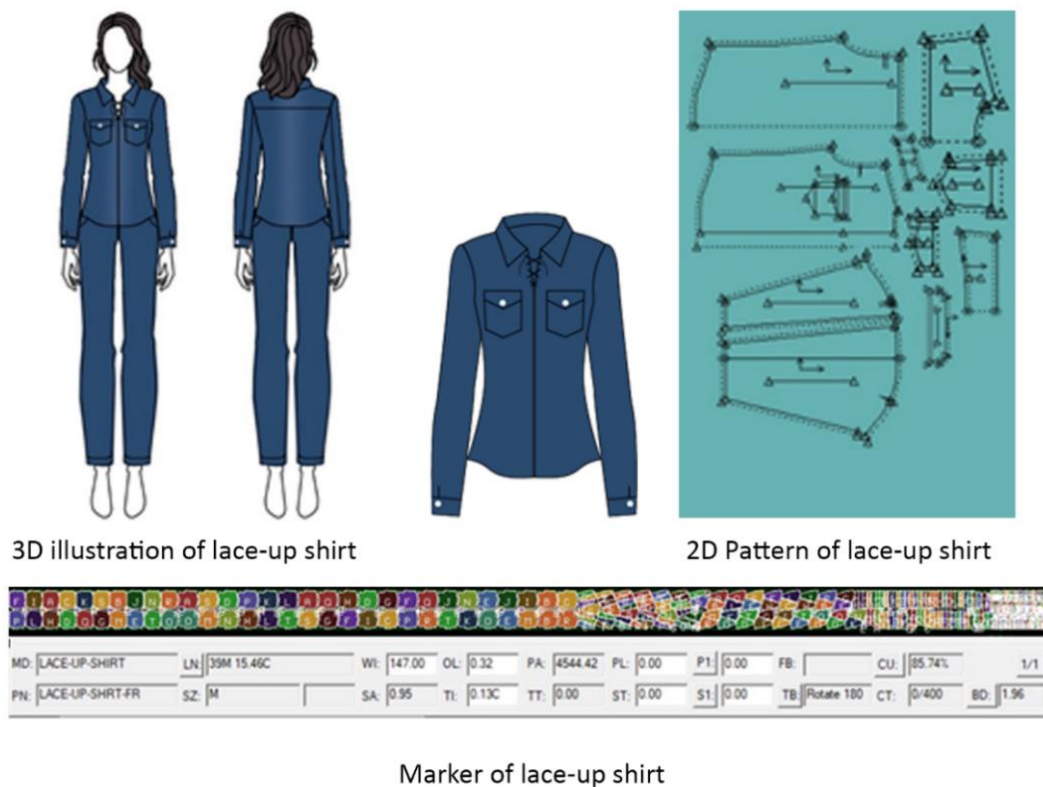 3D illustration of lace-up shirt
2D Pattern of lace-up shirt
MD: LACE-UP-SHIRT LN: 39M 15.46C WI: 147.00 OL: 0.32 PA: 4544.42 PL: 0.00 P1: 0.00 FB: CU: 85.74% 1/1
PN: LACE-UP-SHRT-FR SZ: M SA: 0.95 TI: 0.13C TT: 0.00 ST: 0.00 S1: 0.00 TB: Rotate 180 CT: 0/400 BD: 1.96
Marker of lace-up shirt